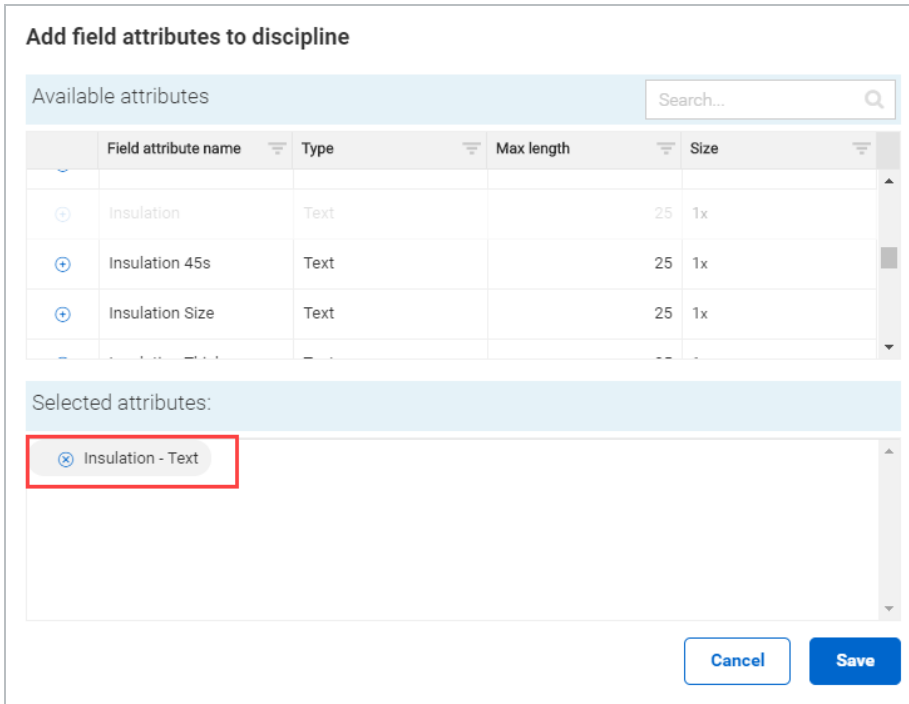 Add field attributes to discipline
Available attributes Search...
Field attribute name Type Max length Size
Insulation Text 25 1x
Insulation 45s Text 25 1x
Insulation Size Text 25 1x
Selected attributes:
Insulation - Text
Cancel Save